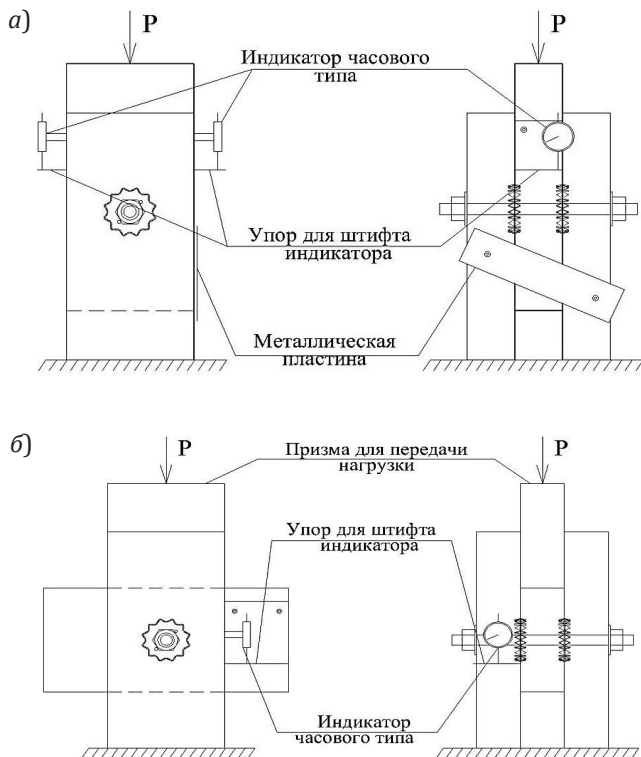 а)
P
P
Индикатор часового
типа
Упор для штифта
индикатора
Металлическая
пластина
б)
P
P
Призма для передачи
нагрузки
Упор для штифта
индикатора
Индикатор
часового типа